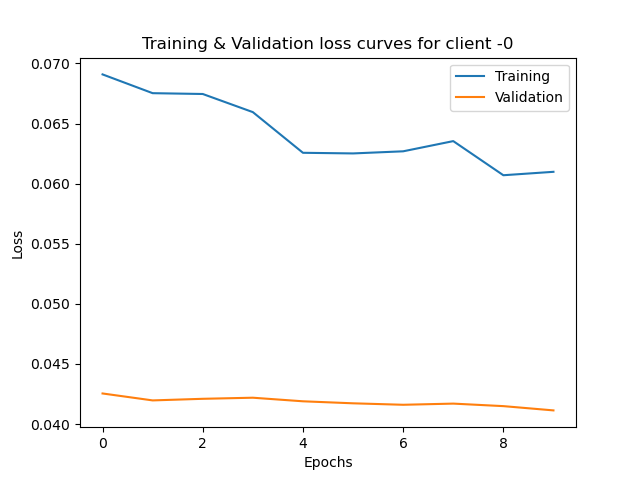 Training & Validation loss curves for client -0
Training
Validation
0.070
0.065
0.060
0.055
0.050
0.045
0.040
Loss
0
2
4
6
8
Epochs